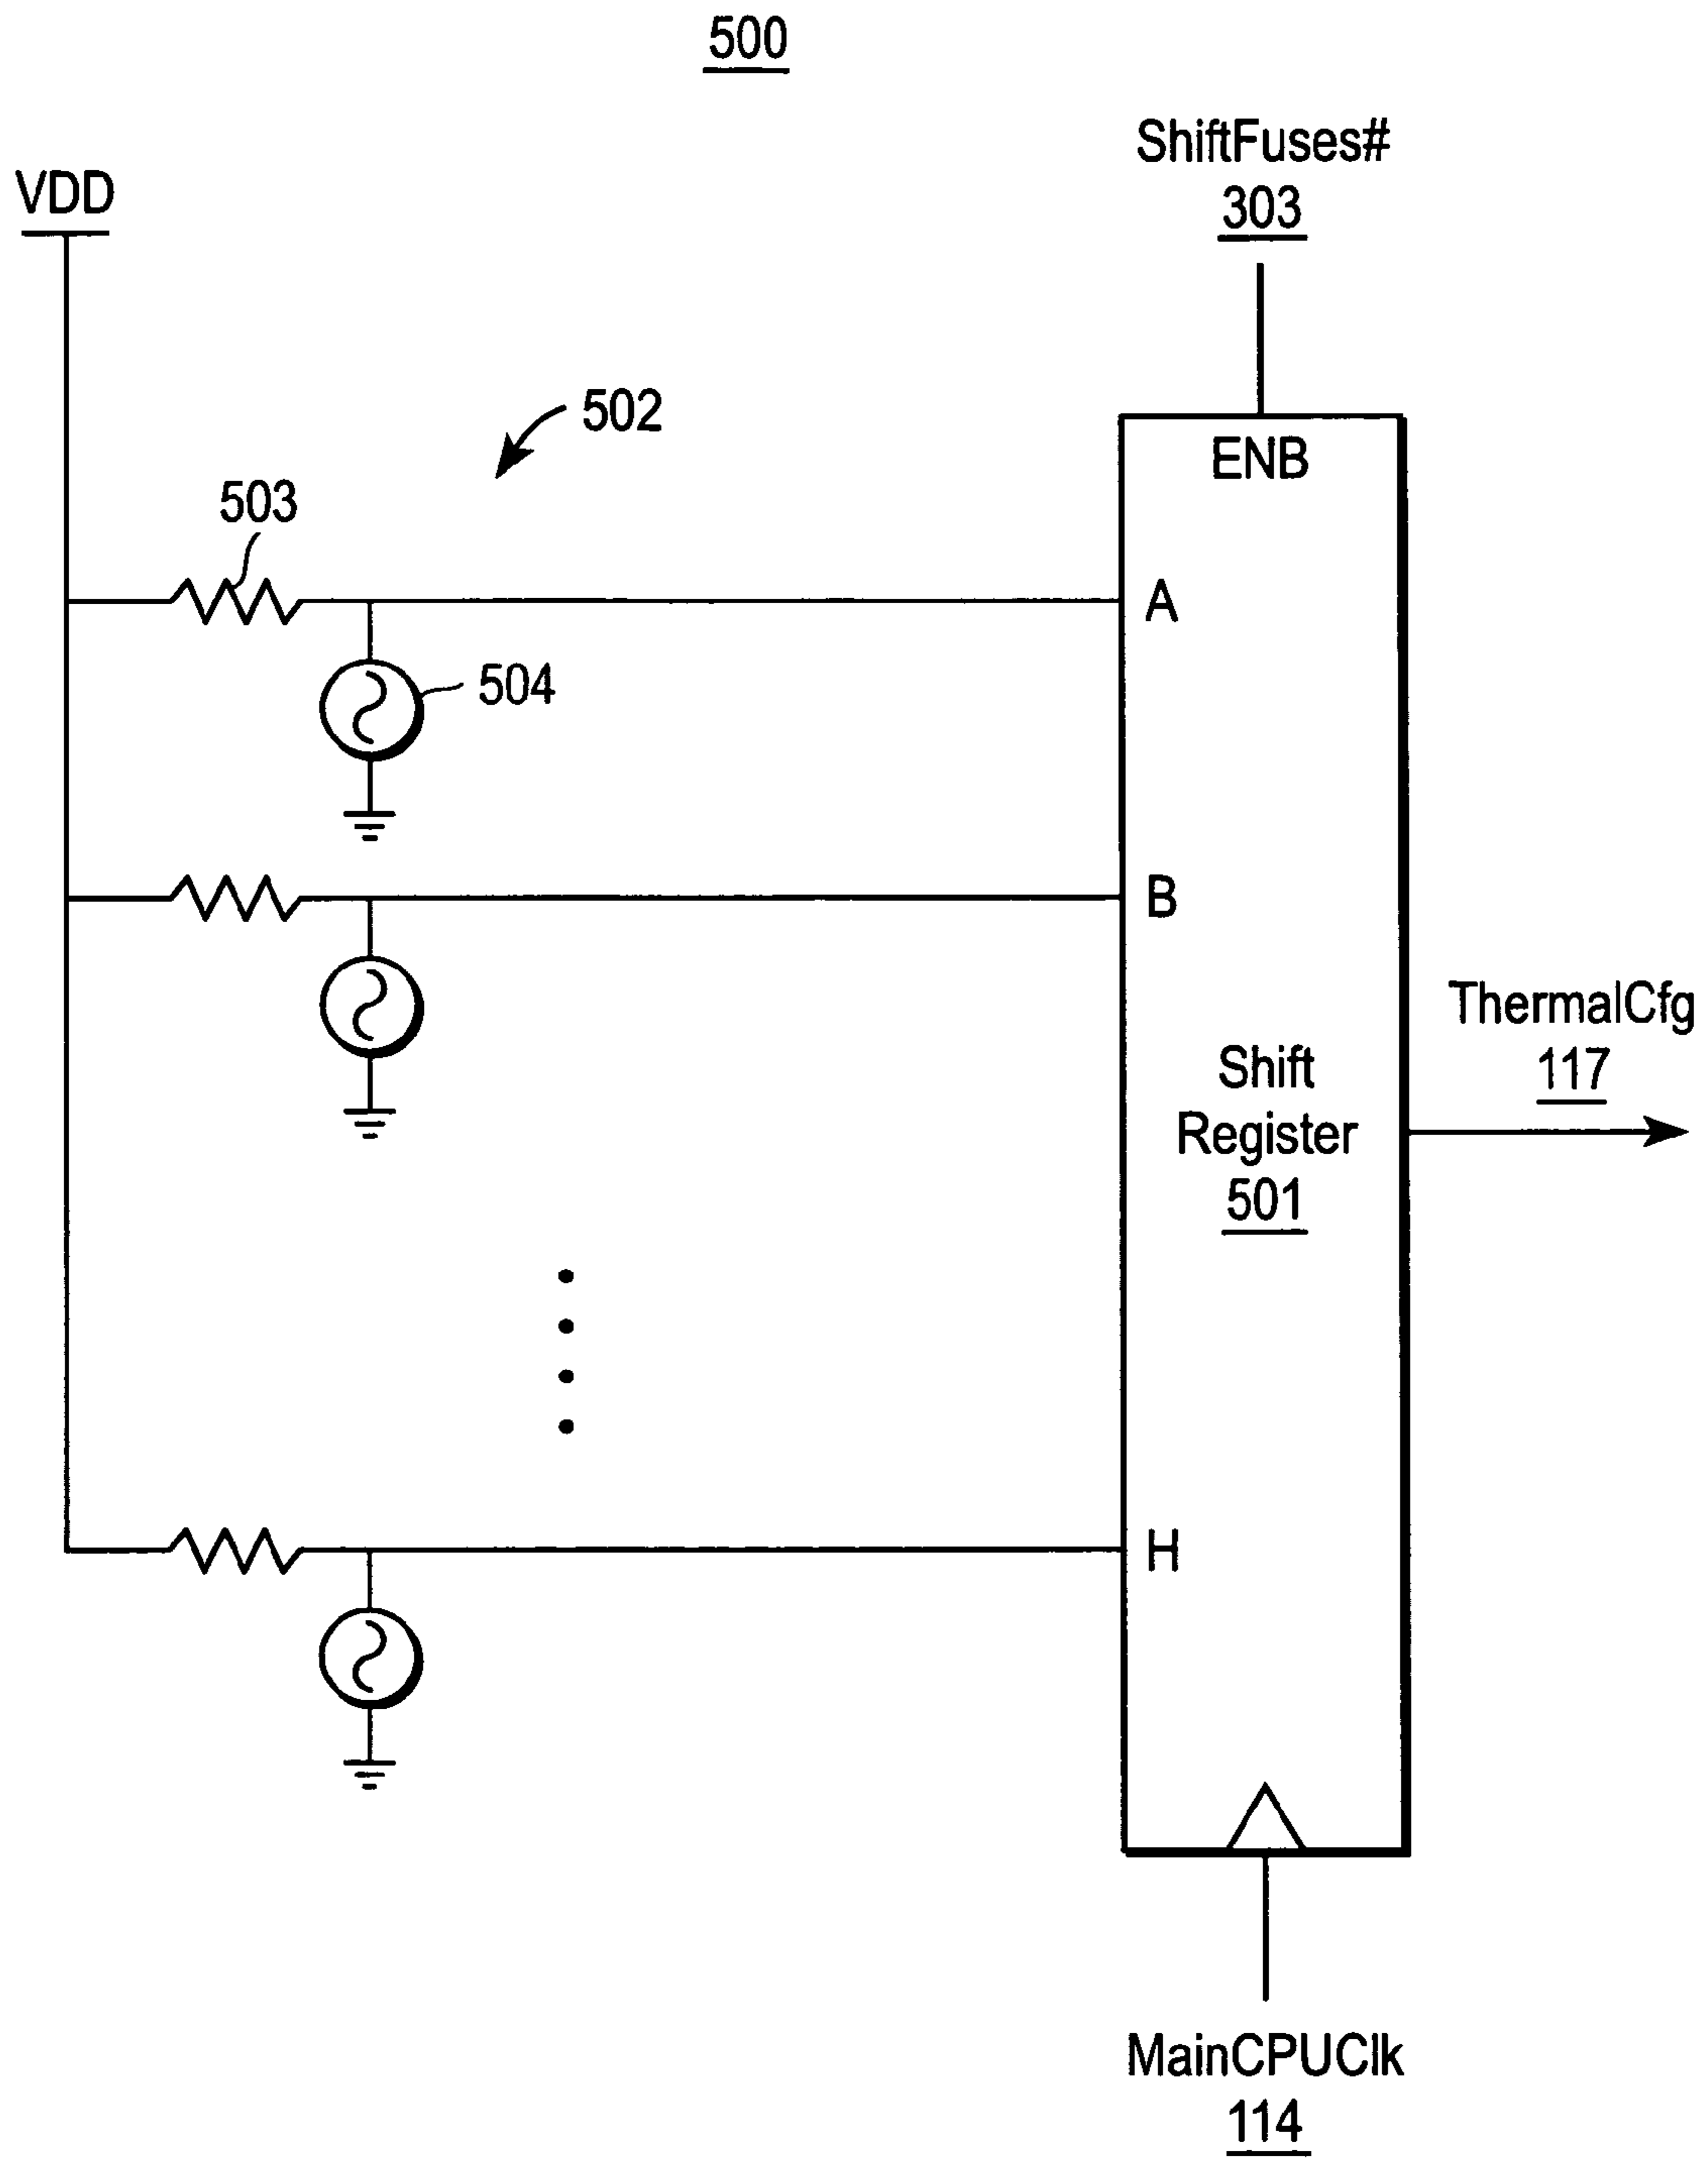 500
ShiftFuses#
303
VDD
502
503
ENB
A
504
B
ThermalCfg
117
Shift
Register
501
H
MainCPUClk
114